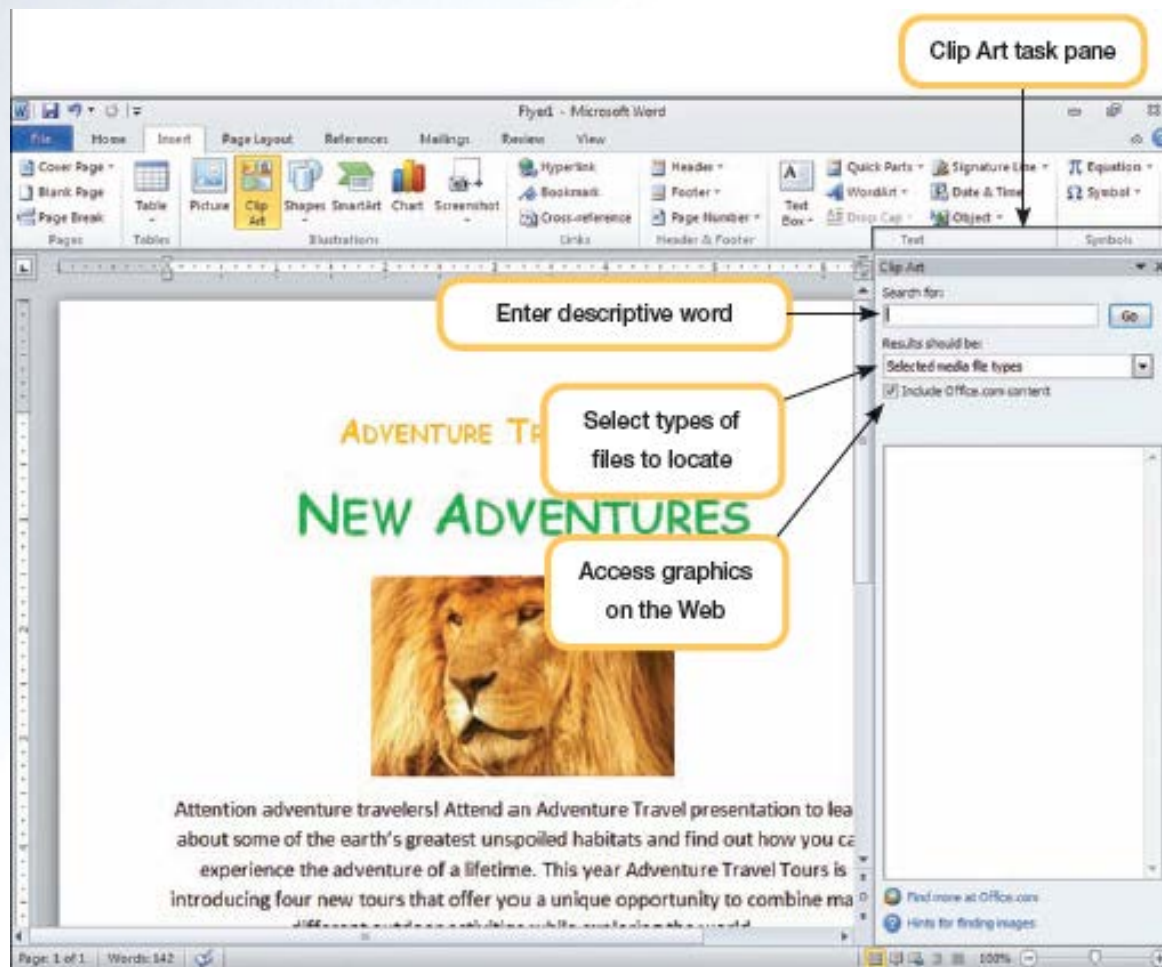 Clip Art task pane
Flyer1 - Microsoft Word
File Home Insert Page Layout References Mailings Review View
Cover Page
Blank Page
Page Break
Pages
Table
Tables
Picture
Clip Art
Shapes
SmartArt
Chart
Screenshot
Illustrations
Hyperlink
Bookmark
Cross-reference
Links
Header
Footer
Page Number
Header & Footer
Text Box
Quick Parts
WordArt
Drop Cap
Signature Line
Date & Time
Object
Text
Equation
Symbol
Symbols
Clip Art
Search for:
Go
Results should be:
Selected media file types
Include Office.com content
Enter descriptive word
Select types of
files to locate
Access graphics
on the Web
ADVENTURE
NEW ADVENTURES
Attention adventure travelers! Attend an Adventure Travel presentation to lea
about some of the earth's greatest unspoiled habitats and find out how you ca
experience the adventure of a lifetime. This year Adventure Travel Tours is
introducing four new tours that offer you a unique opportunity to combine ma
different outdoor activities while exploring the world
Find more at Office.com
Hints for finding images
Page: 1 of 1 Words: 142
100%